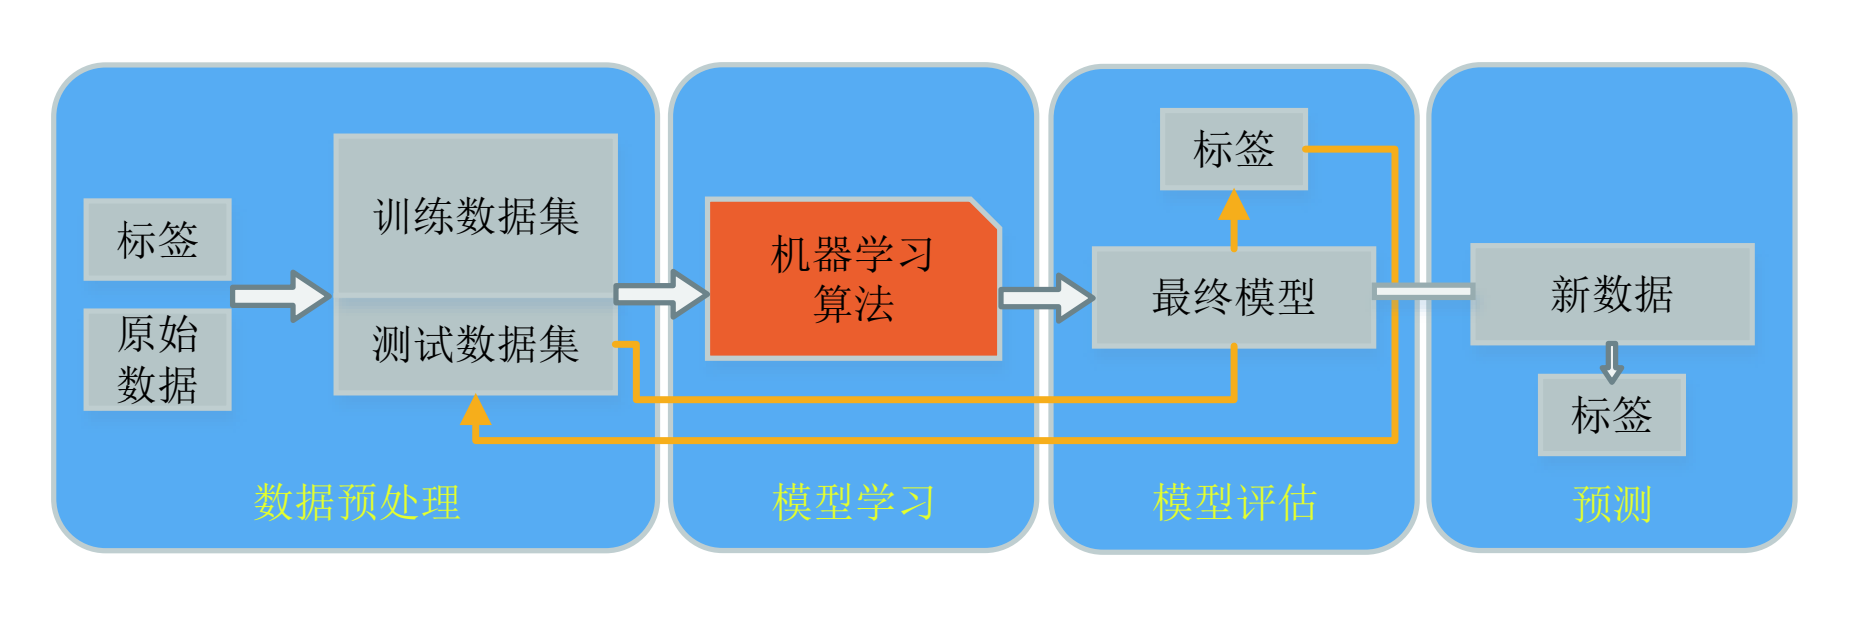 标签
原始
数据
训练数据集
测试数据集
数据预处理
机器学习
算法
模型学习
标签
最终模型
模型评估
新数据
标签
预测